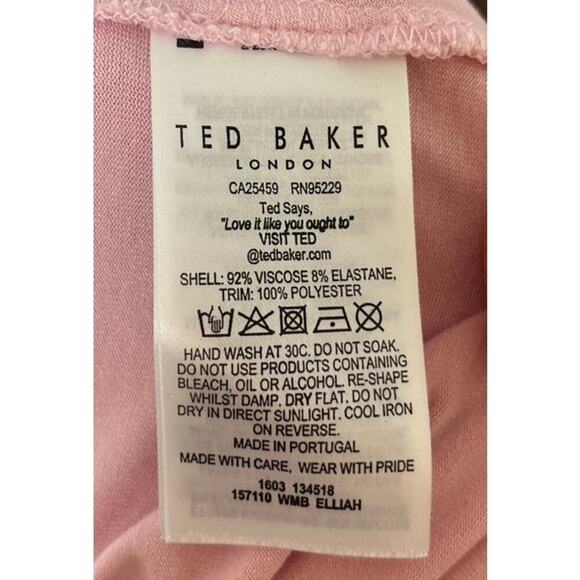 TED BAKER
LONDON
CA25459 RN95229
Ted Says,
"Love it like you ought to"
VISIT TED
@tedbaker.com
SHELL: 92% VISCOSE 8% ELASTANE,
TRIM: 100% POLYESTER
HAND WASH AT 30C. DO NOT SOAK.
DO NOT USE PRODUCTS CONTAINING
BLEACH, OIL OR ALCOHOL. RE-SHAPE
WHILST DAMP. DRY FLAT. DO NOT
DRY IN DIRECT SUNLIGHT. COOL IRON
ON REVERSE.
MADE IN PORTUGAL
MADE WITH CARE, WEAR WITH PRIDE
1603 134518
157110 WMB ELLIAH